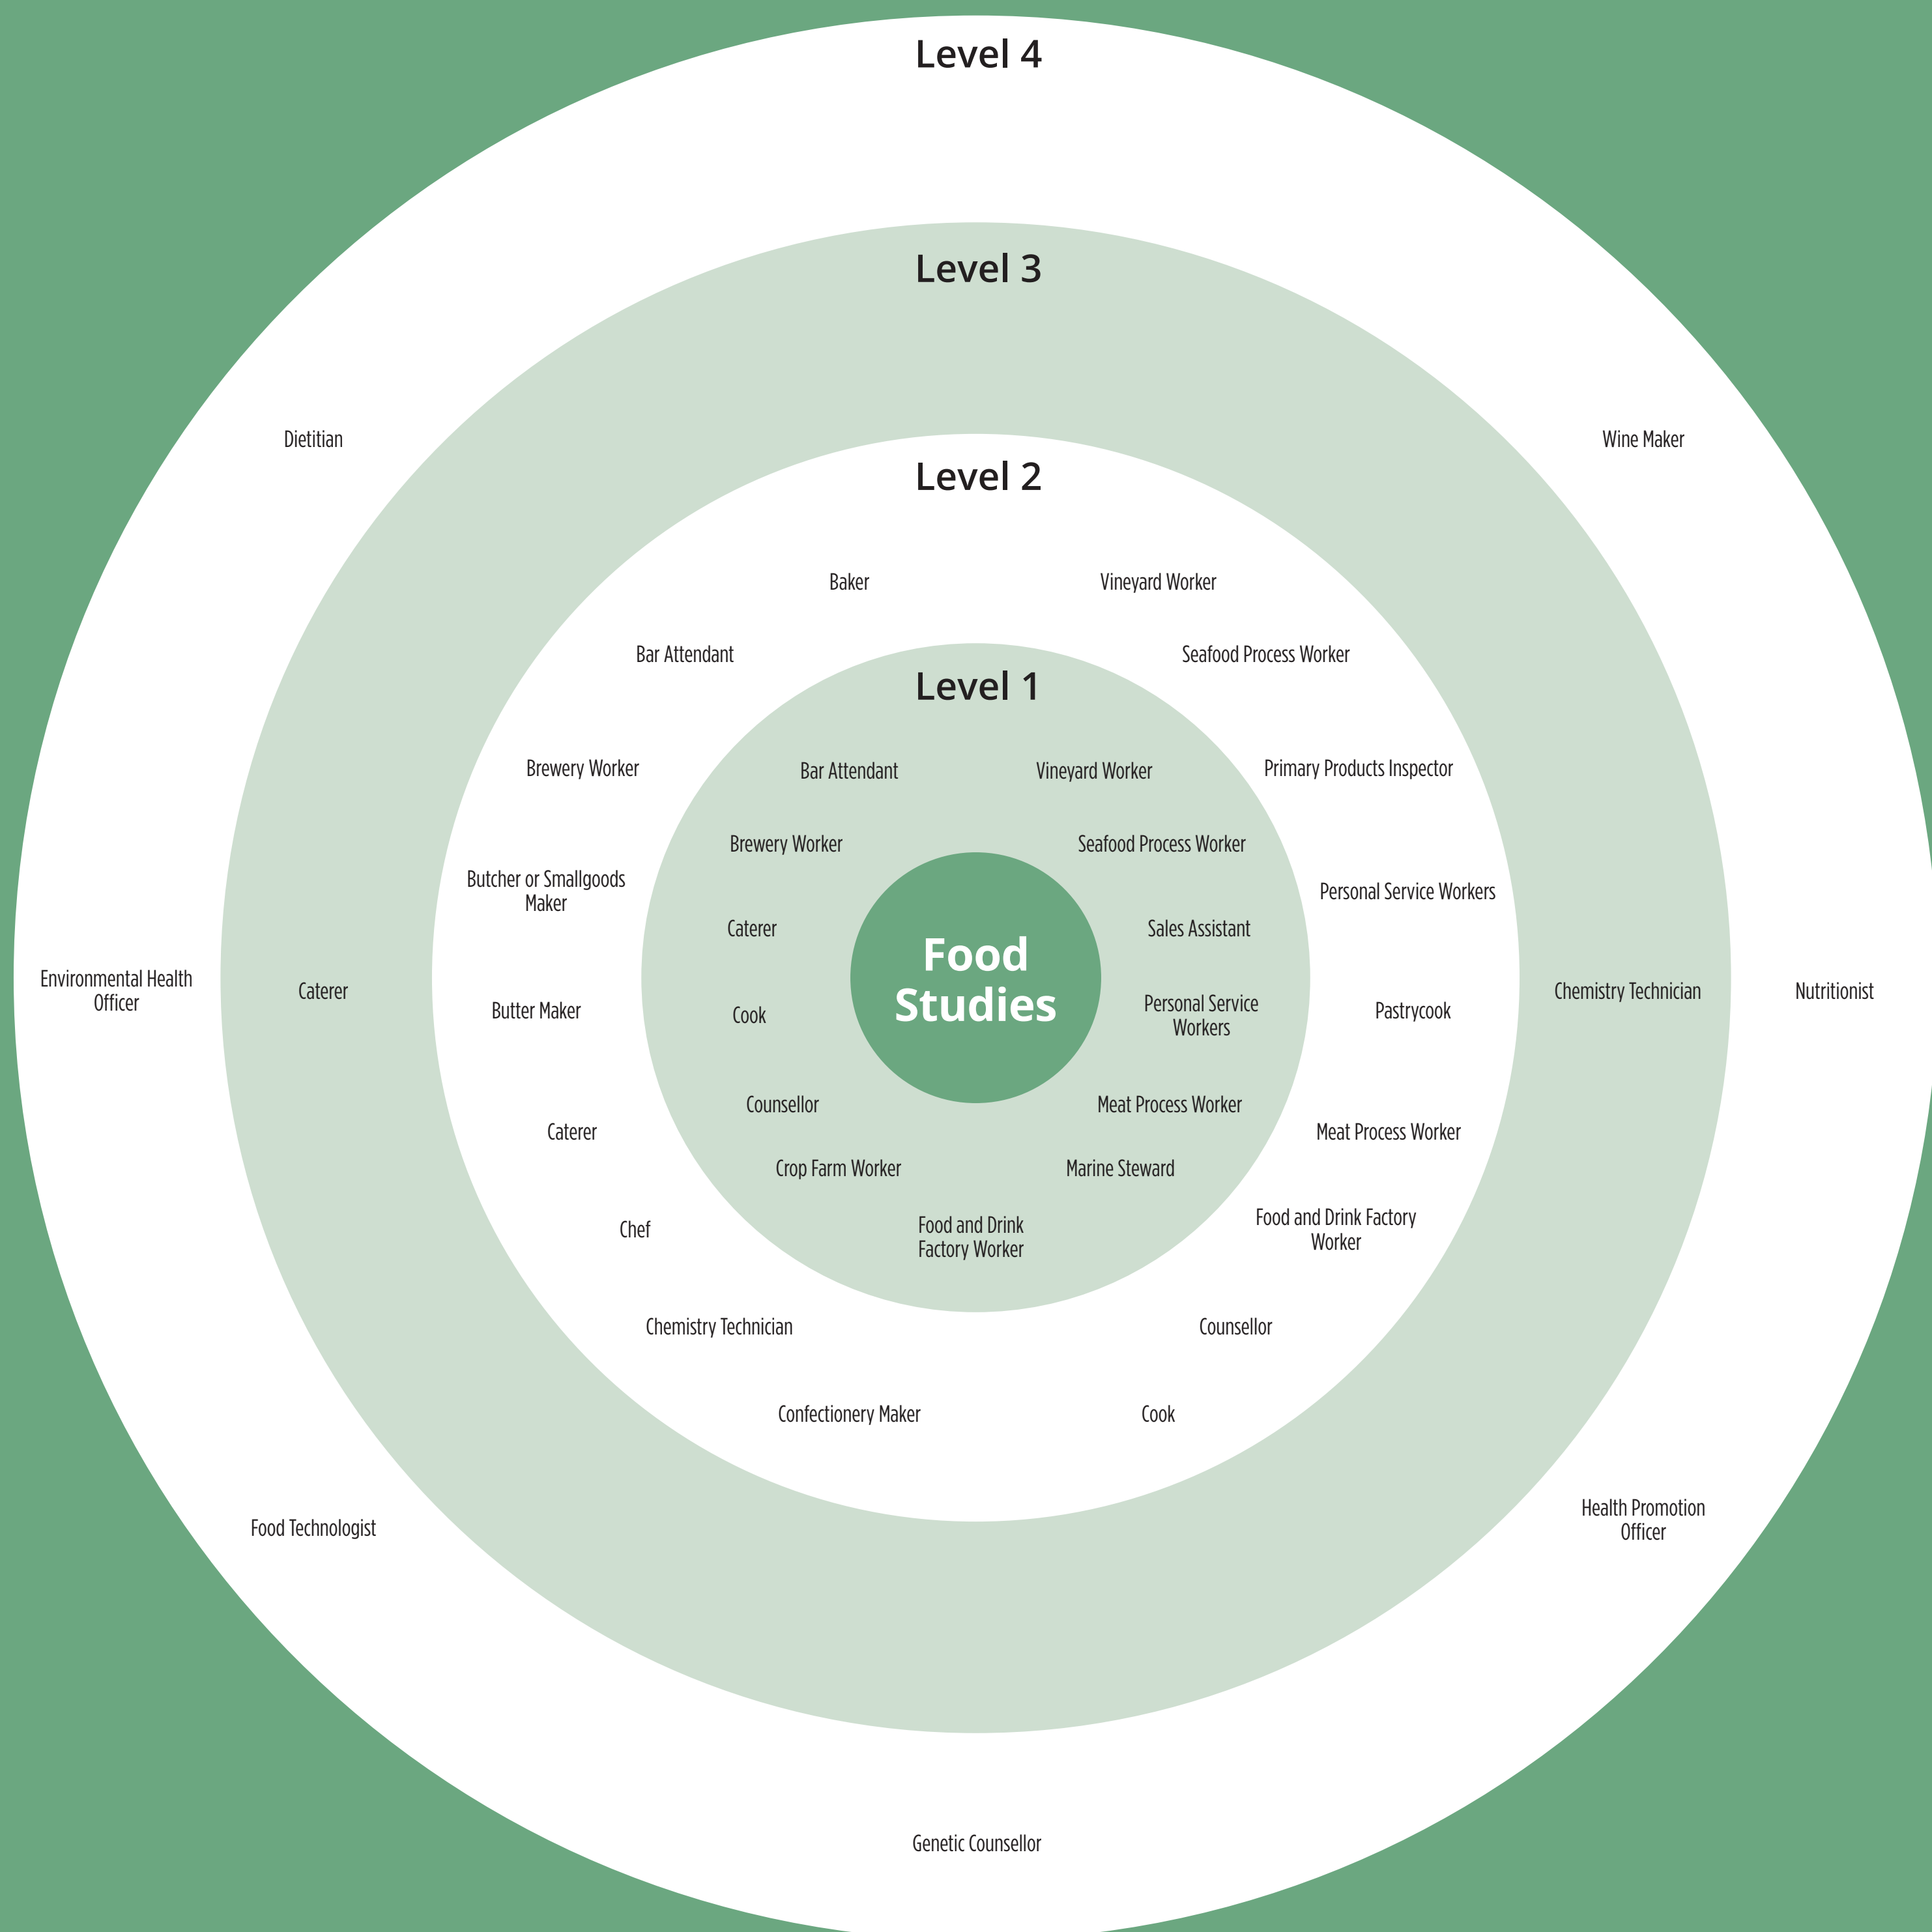 Level 4
Dietitian
Wine Maker
Environmental Health
Officer
Nutritionist
Food Technologist
Health Promotion
Officer
Genetic Counsellor
Level 3
Caterer
Chemistry Technician
Level 2
Baker
Vineyard Worker
Bar Attendant
Seafood Process Worker
Brewery Worker
Primary Products Inspector
Butcher or Smallgoods
Maker
Personal Service Workers
Butter Maker
Pastrycook
Caterer
Meat Process Worker
Chef
Food and Drink Factory
Worker
Chemistry Technician
Counsellor
Confectionery Maker
Cook
Level 1
Bar Attendant
Vineyard Worker
Brewery Worker
Seafood Process Worker
Caterer
Sales Assistant
Cook
Personal Service
Workers
Counsellor
Meat Process Worker
Crop Farm Worker
Marine Steward
Food and Drink
Factory Worker
Food
Studies